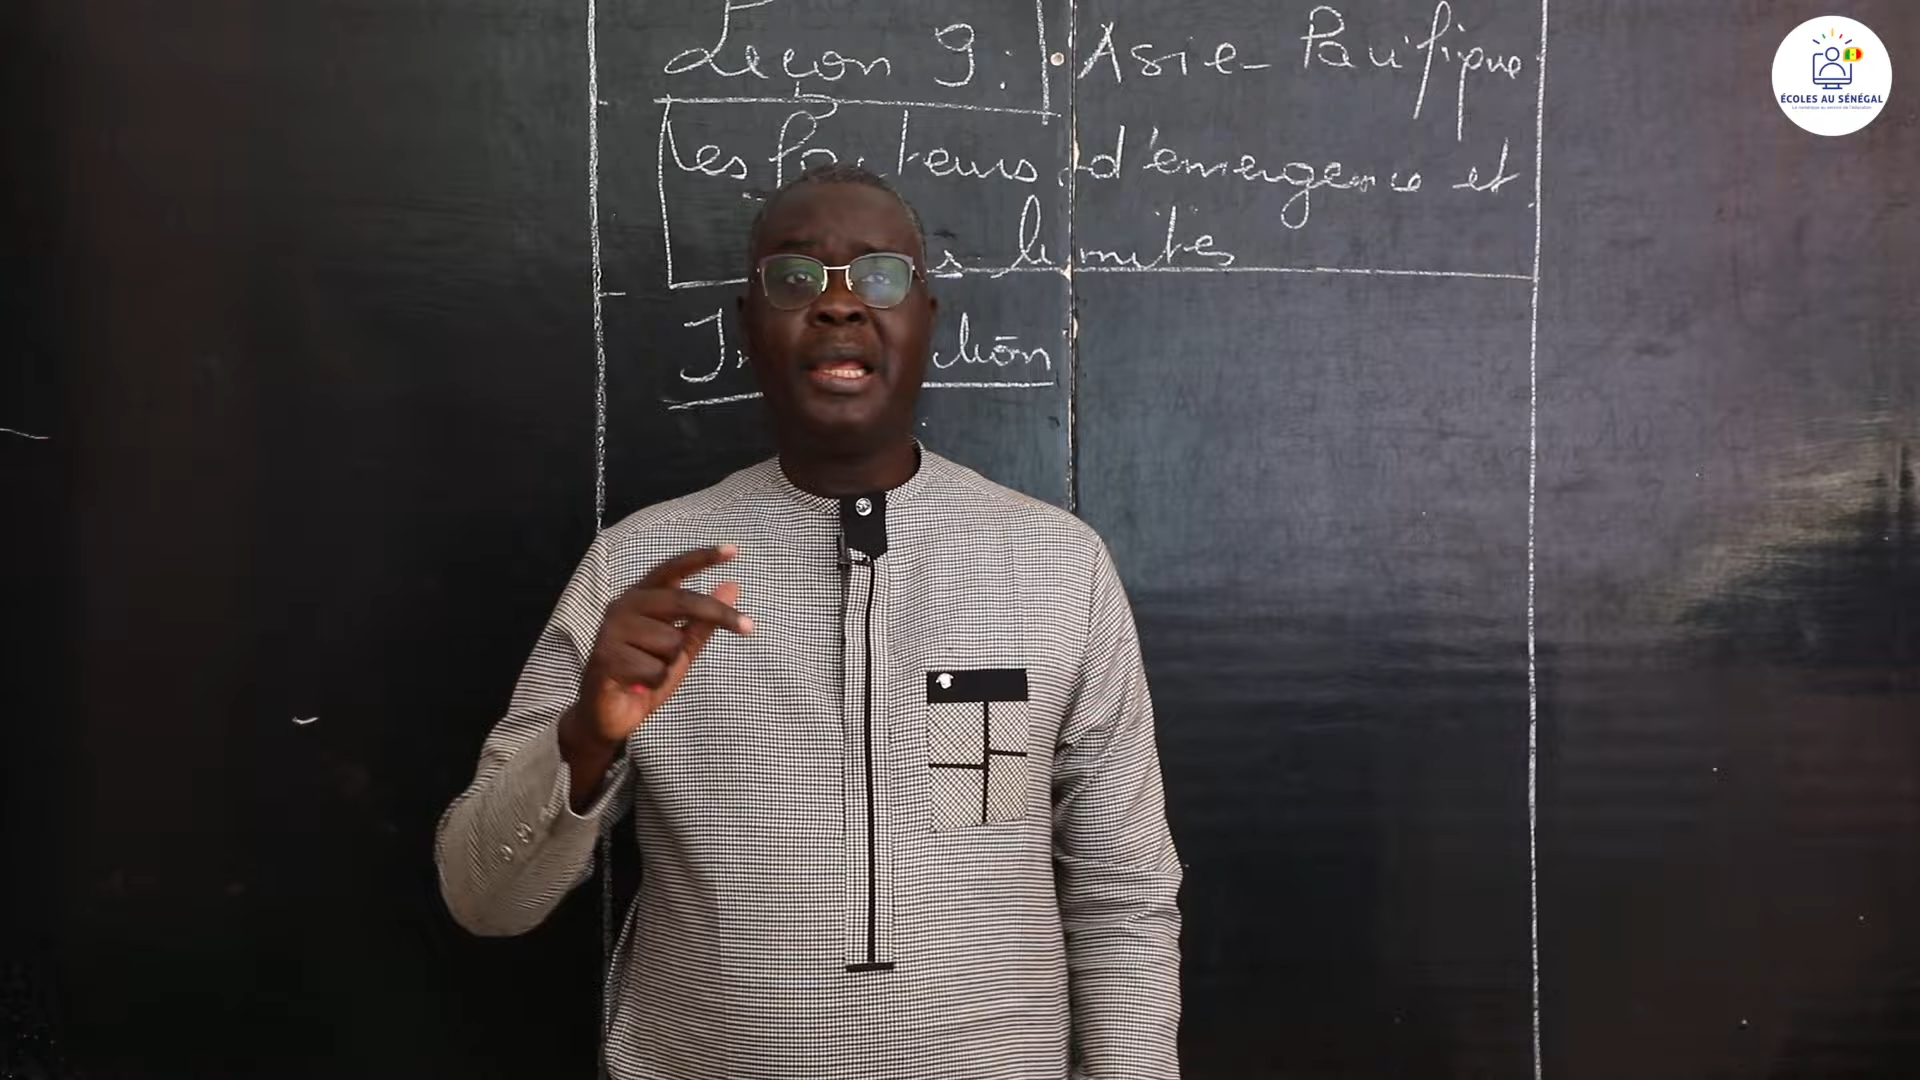 Leçon 9: Asie-Pacifique
les facteurs d'émergence et
limites
ÉCOLES AU SÉNÉGAL